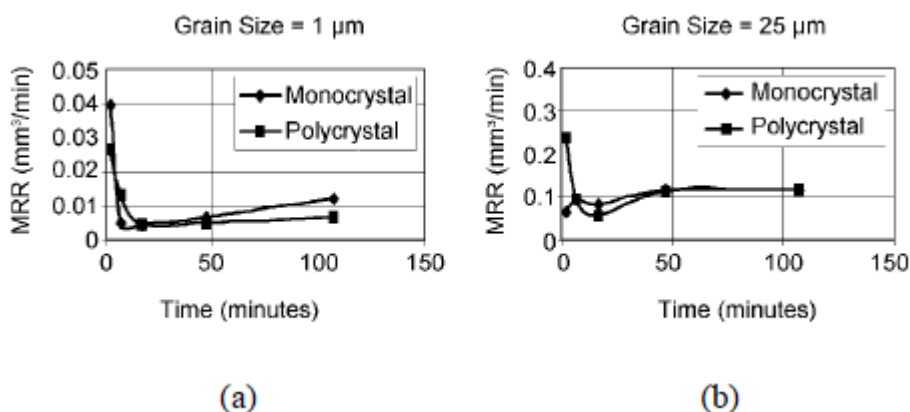 Grain Size = 1 µm
MRR (mm³/min)
0.05
0.04
0.03
0.02
0.01
0
Monocrystal
Polycrystal
0
50
100
150
Time (minutes)
(a)
Grain Size = 25 µm
MRR (mm³/min)
0.4
0.3
0.2
0.1
0
Monocrystal
Polycrystal
0
50
100
150
Time (minutes)
(b)